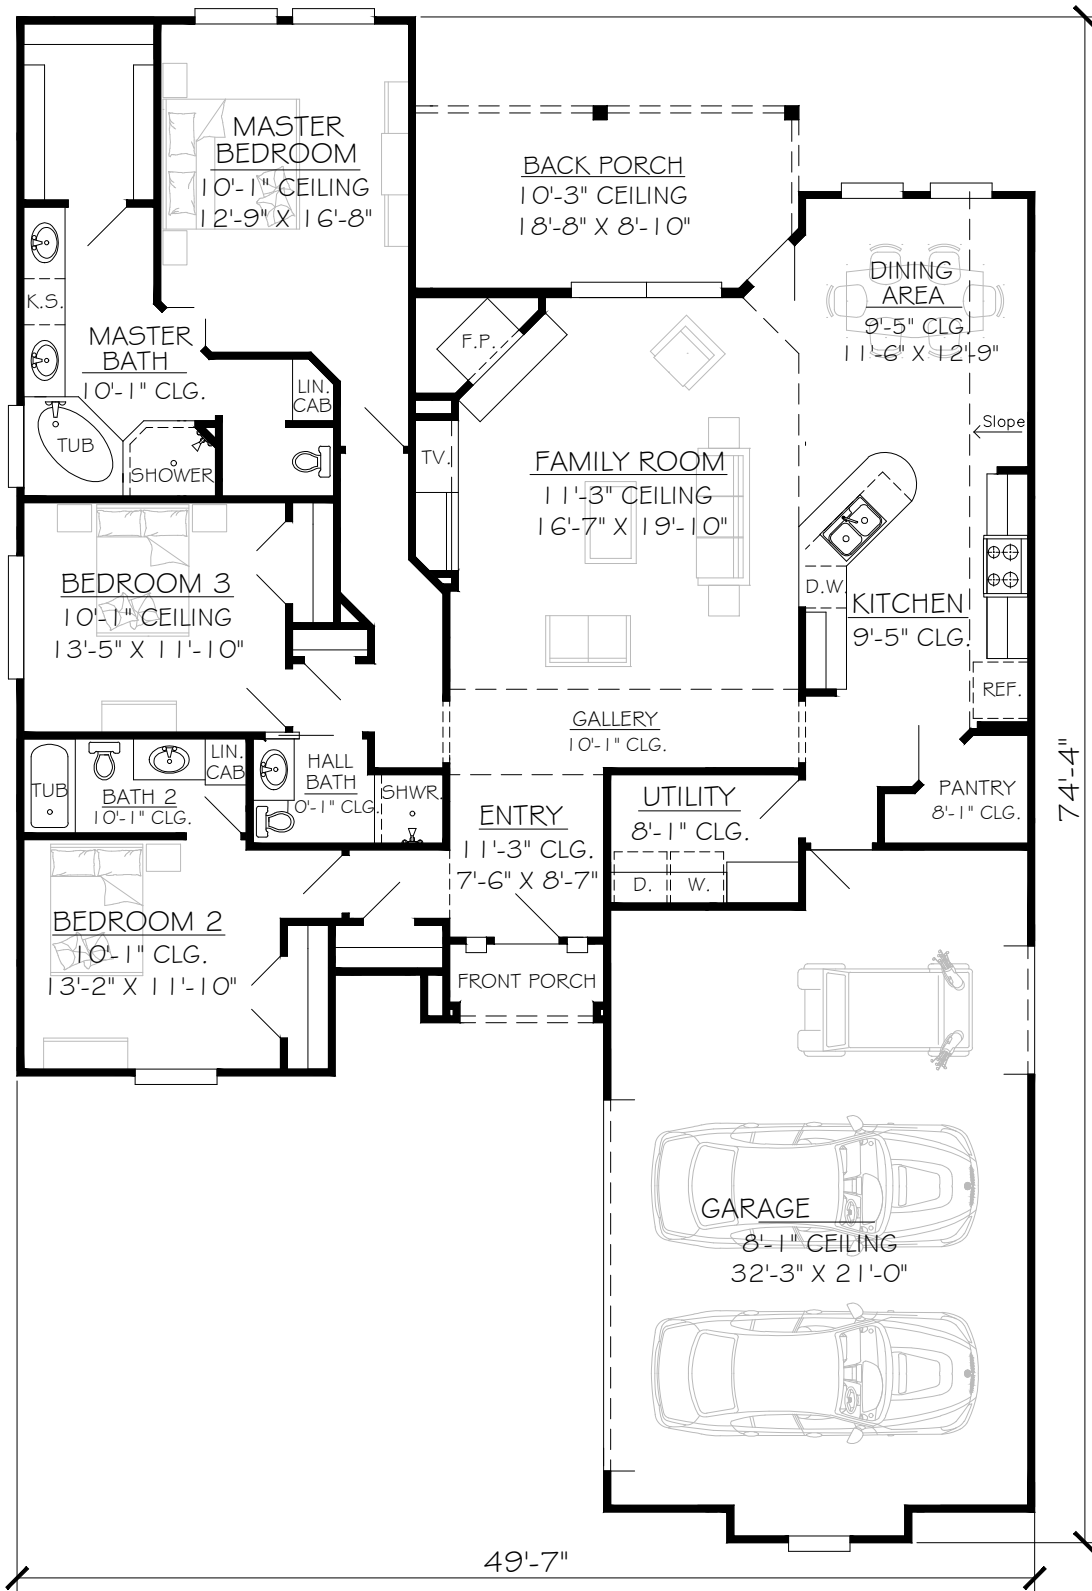 MASTER
BEDROOM
10'-1" CEILING
12'-9" X 16'-8"
BACK PORCH
10'-3" CEILING
18'-8" X 8'-10"
DINING
AREA
9'-5" CLG.
11'-6" X 12'-9"
K.S.
MASTER
BATH
10'-1" CLG.
F.P.
LIN.
CAB
Slope
TUB
SHOWER
TV.
FAMILY ROOM
11'-3" CEILING
16'-7" X 19'-10"
BEDROOM 3
10'-1" CEILING
13'-5" X 11'-10"
D.W.
KITCHEN
9'-5" CLG.
REF.
GALLERY
10'-1" CLG.
TUB
BATH 2
10'-1" CLG.
LIN.
CAB
HALL
BATH
0'-1" CLG.
SHWR.
ENTRY
11'-3" CLG.
7'-6" X 8'-7"
UTILITY
8'-1" CLG.
D.
W.
PANTRY
8'-1" CLG.
74'-4"
BEDROOM 2
10'-1" CLG.
13'-2" X 11'-10"
FRONT PORCH
GARAGE
8'-1" CEILING
32'-3" X 21'-0"
49'-7"